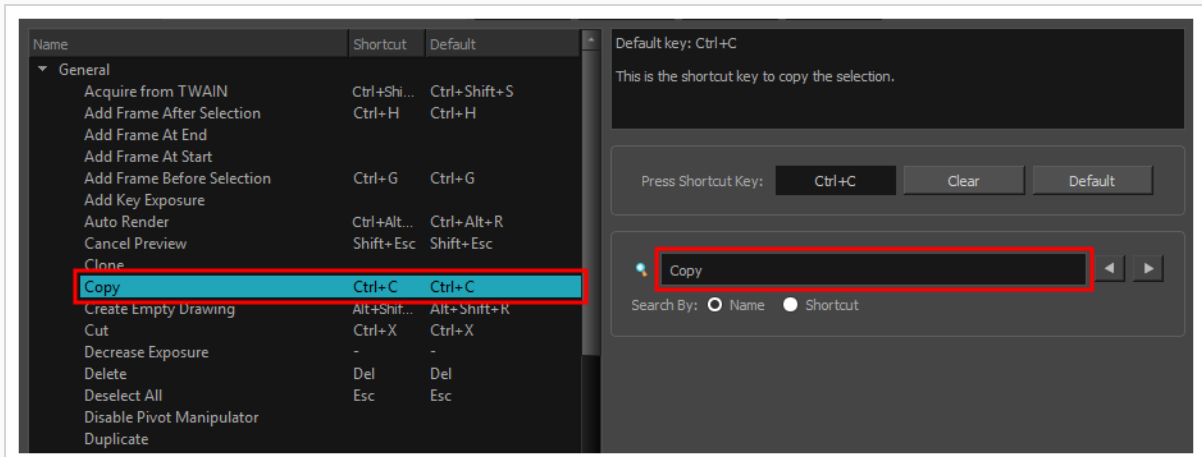 Name Shortcut Default
General
Acquire from TWAIN Ctrl+Shi... Ctrl+Shift+S
Add Frame After Selection Ctrl+H Ctrl+H
Add Frame At End
Add Frame At Start
Add Frame Before Selection Ctrl+G Ctrl+G
Add Key Exposure
Auto Render Ctrl+Alt... Ctrl+Alt+R
Cancel Preview Shift+Esc Shift+Esc
Clone
Copy Ctrl+C Ctrl+C
Create Empty Drawing Alt+Shif... Alt+Shift+R
Cut Ctrl+X Ctrl+X
Decrease Exposure - -
Delete Del Del
Deselect All Esc Esc
Disable Pivot Manipulator
Duplicate
Default key: Ctrl+C
This is the shortcut key to copy the selection.
Press Shortcut Key: Ctrl+C Clear Default
Copy
Search By: Name Shortcut